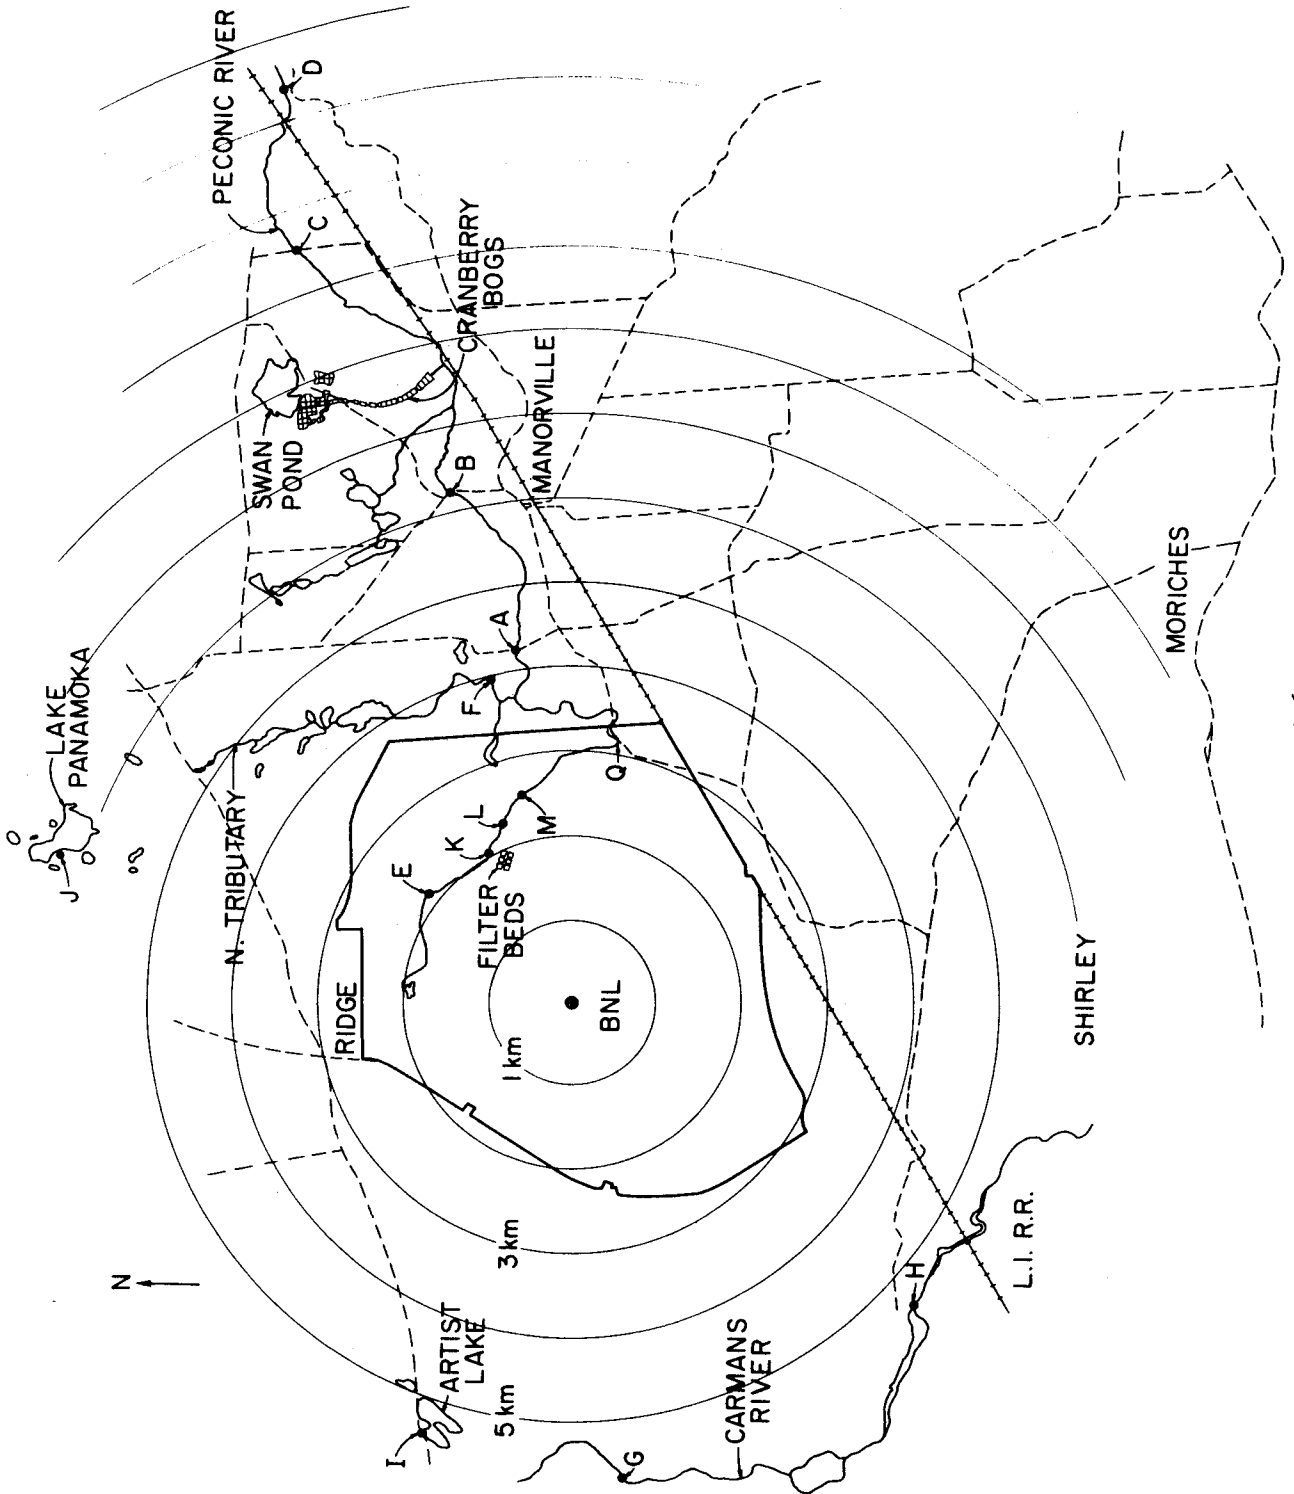 LAKE
PANAMOKA
J
PECONIC RIVER
D
C
SWAN
POND
CRANBERRY
BOGS
B
MANORVILLE
A
F
N. TRIBUTARY
N
RIDGE
E
K
L
M
Q
FILTER
BEDS
BNL
1 km
3 km
5 km
I
ARTIST
LAKE
G
CARMANS
RIVER
H
L.I. R.R.
SHIRLEY
MORICHES